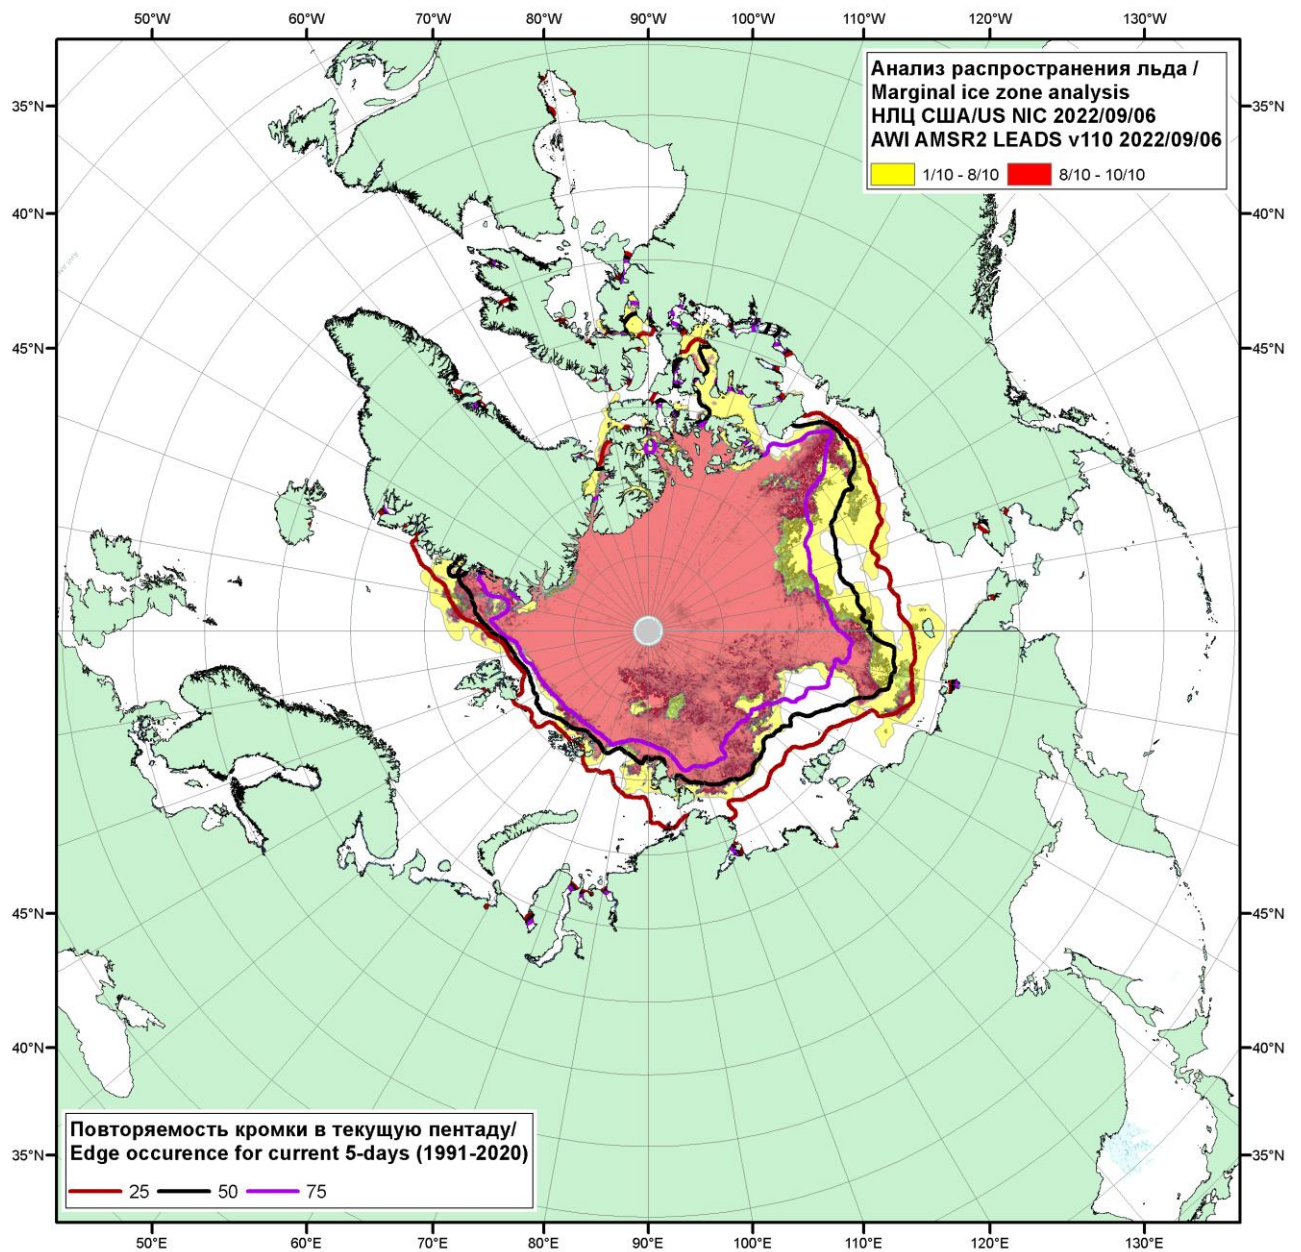 50°W 60°W 70°W 80°W 90°W 100°W 110°W 120°W 130°W
Анализ распространения льда /
Marginal ice zone analysis
НЛЦ США/US NIC 2022/09/06
AWI AMSR2 LEADS v110 2022/09/06
1/10 - 8/10 8/10 - 10/10
35°N 35°N
40°N 40°N
45°N 45°N
45°N 45°N
40°N 40°N
35°N 35°N
Повторяемость кромки в текущую пентаду/
Edge occurence for current 5-days (1991-2020)
25 50 75
50°E 60°E 70°E 80°E 90°E 100°E 110°E 120°E 130°E